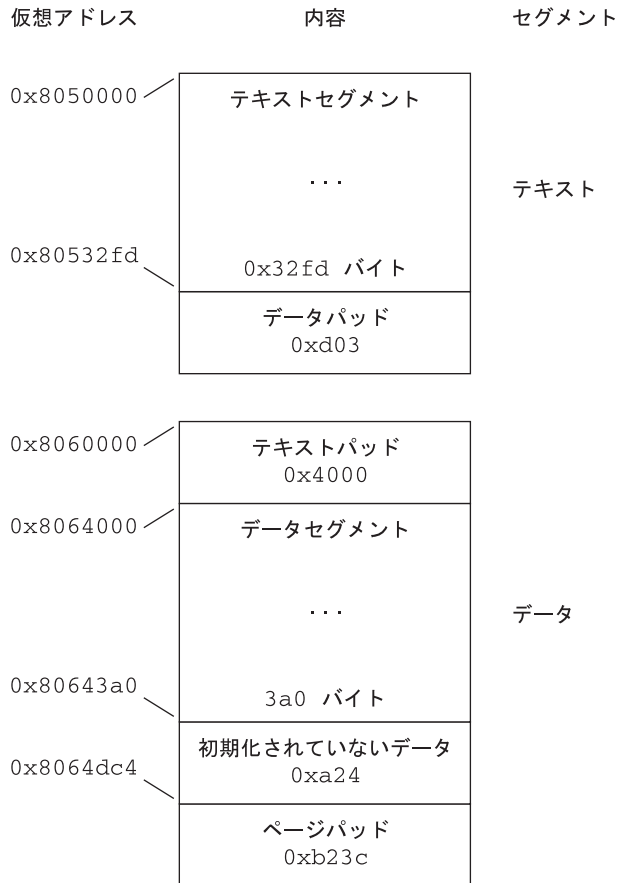 仮想アドレス 内容 セグメント
0x8050000
テキストセグメント
...
テキスト
0x80532fd
0x32fd バイト
データパッド
0xd03
0x8060000
テキストパッド
0x4000
0x8064000
データセグメント
...
データ
0x80643a0
3a0 バイト
初期化されていないデータ
0x8064dc4
0xa24
ページパッド
0xb23c